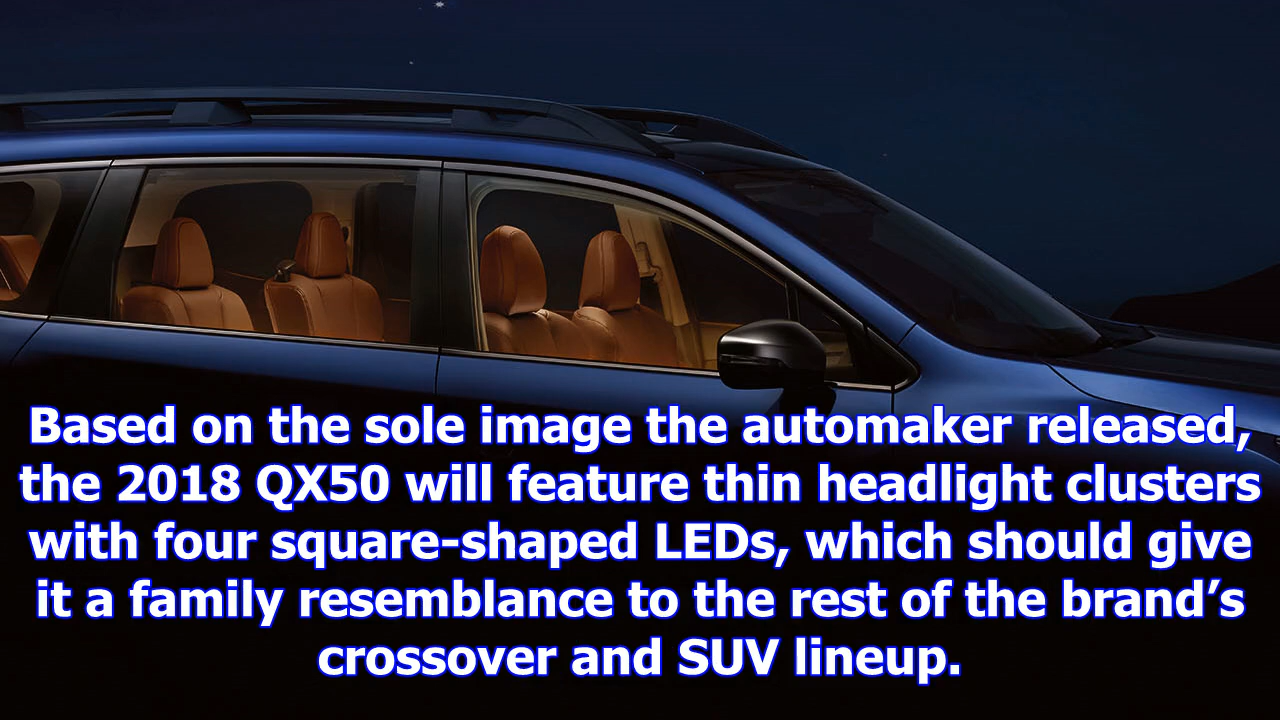 Based on the sole image the automaker released,
the 2018 QX50 will feature thin headlight clusters
with four square-shaped LEDs, which should give
it a family resemblance to the rest of the brand’s
crossover and SUV lineup.